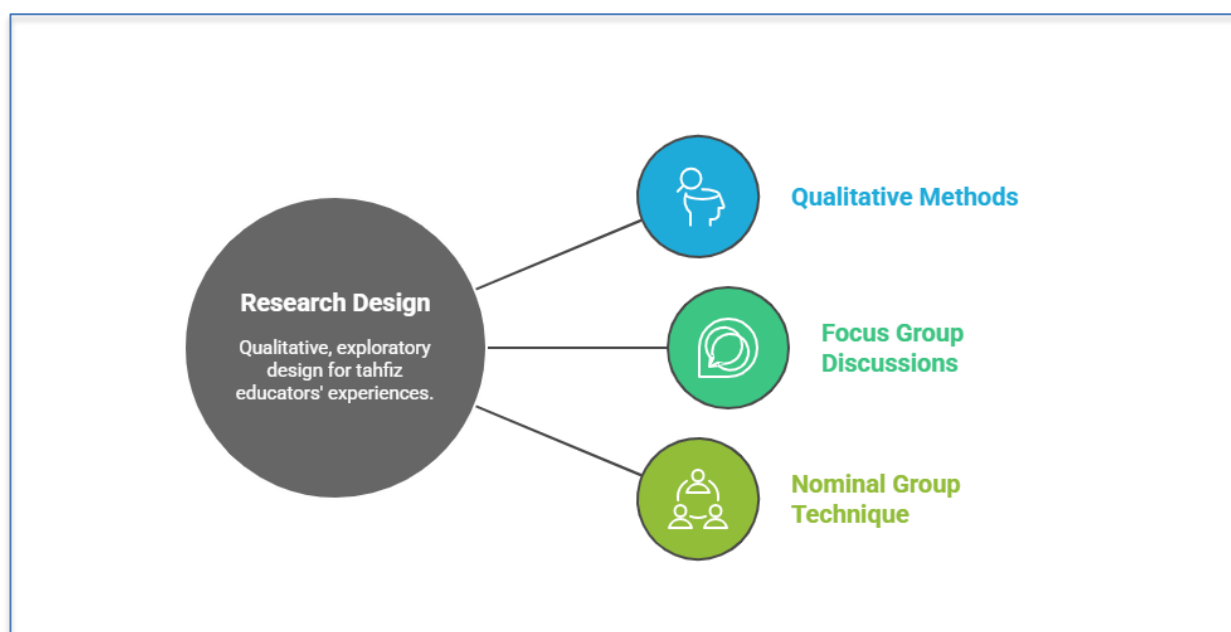 Research Design
Qualitative, exploratory
design for tahfiz
educators' experiences.
Qualitative Methods
Focus Group
Discussions
Nominal Group
Technique